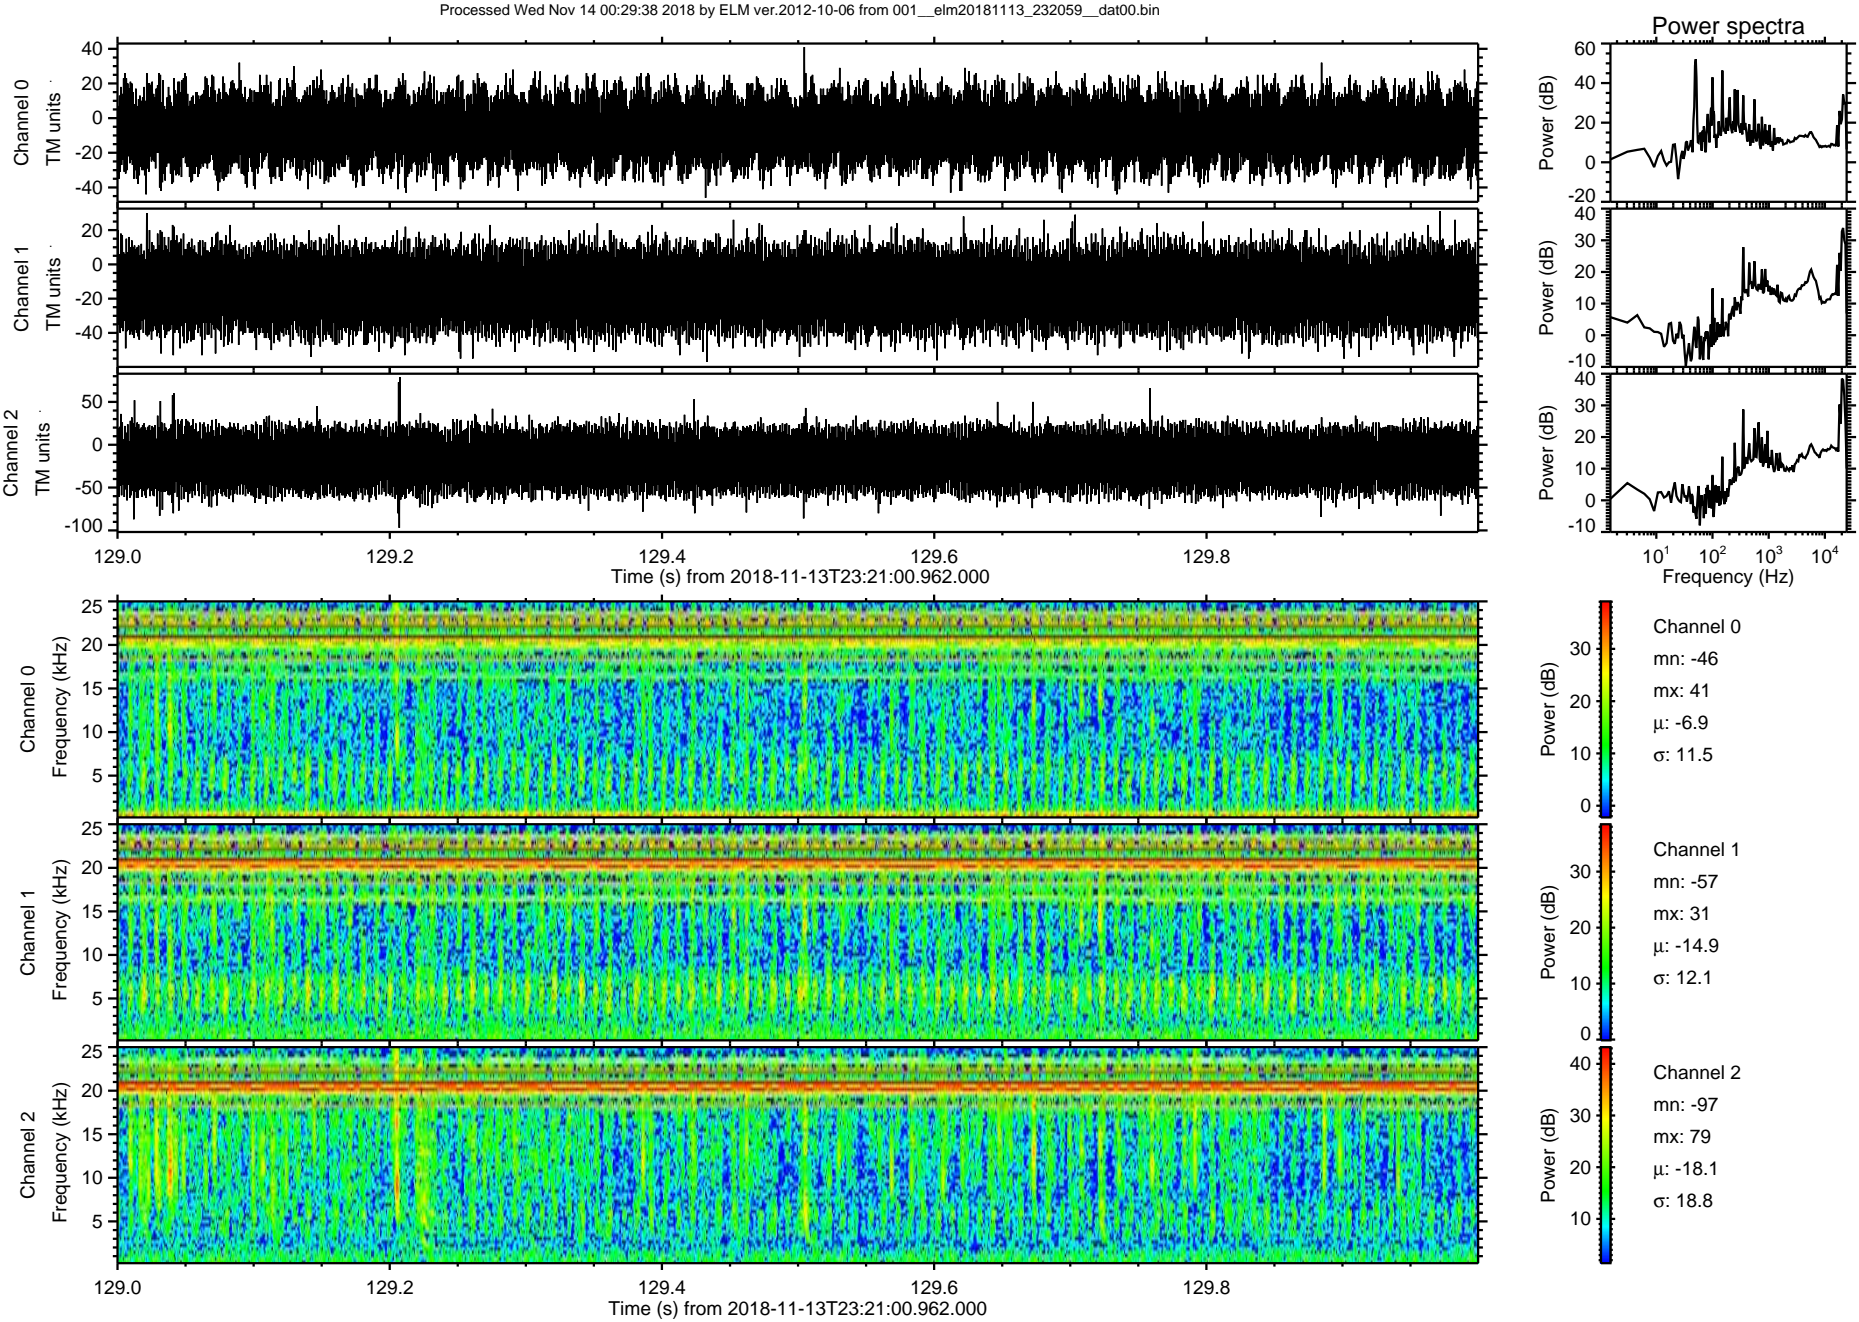 Processed Wed Nov 14 00:29:38 2018 by ELM ver.2012-10-06 from 001__elm20181113_232059__dat00.bin
Power spectra
Channel 0
TM units
40
20
0
-20
-40
Power (dB)
60
40
20
0
-20
Channel 1
TM units
20
0
-20
-40
Power (dB)
40
30
20
10
0
-10
Channel 2
TM units
50
0
-50
-100
Power (dB)
40
30
20
10
0
-10
129.0 129.2 129.4 129.6 129.8
Time (s) from 2018-11-13T23:21:00.962.000
10^1 10^2 10^3 10^4
Frequency (Hz)
Channel 0
Frequency (kHz)
25
20
15
10
5
Power (dB)
30
20
10
0
Channel 0
mn: -46
mx: 41
μ: -6.9
σ: 11.5
Channel 1
Frequency (kHz)
25
20
15
10
5
Power (dB)
30
20
10
0
Channel 1
mn: -57
mx: 31
μ: -14.9
σ: 12.1
Channel 2
Frequency (kHz)
25
20
15
10
5
Power (dB)
40
30
20
10
Channel 2
mn: -97
mx: 79
μ: -18.1
σ: 18.8
129.0 129.2 129.4 129.6 129.8
Time (s) from 2018-11-13T23:21:00.962.000